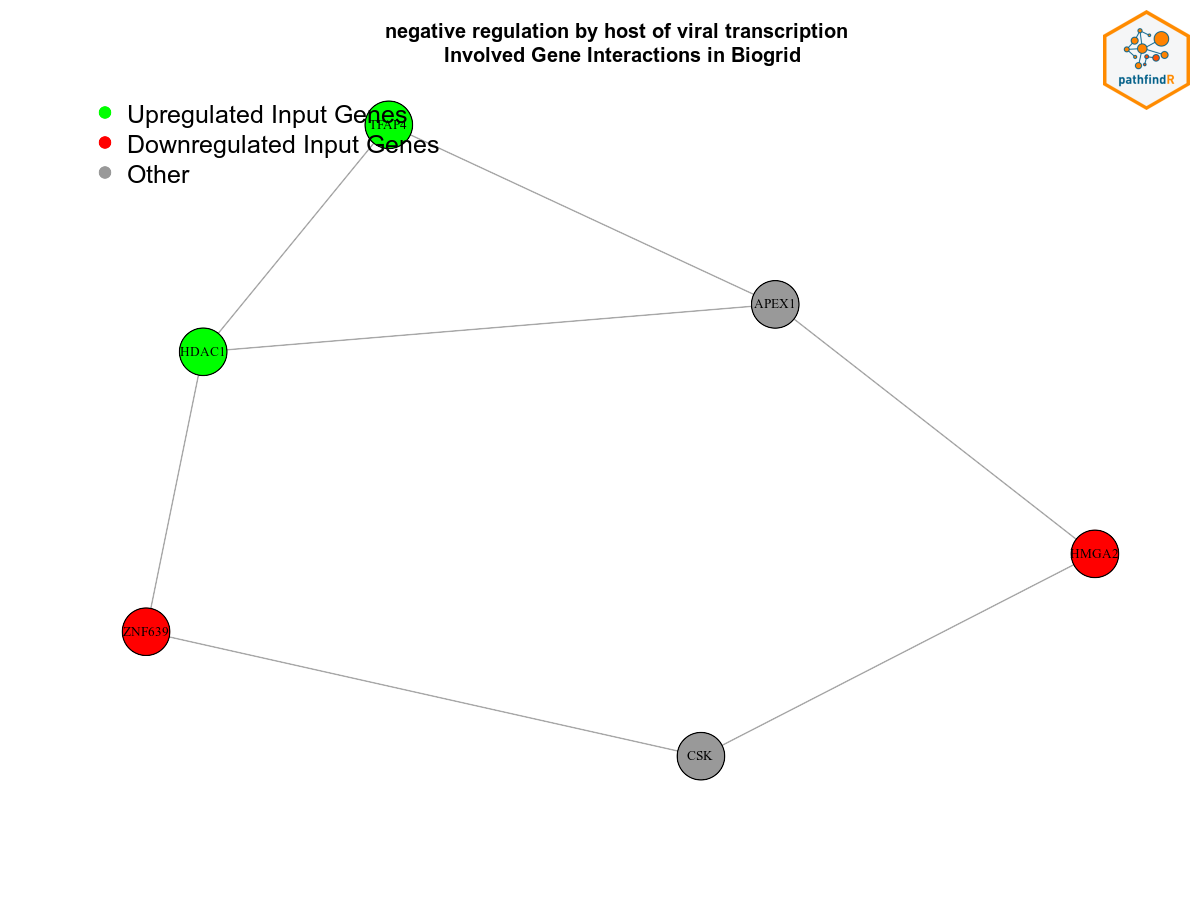 negative regulation by host of viral transcription
Involved Gene Interactions in Biogrid
pathfindR
Upregulated Input Genes
TFAP4
Downregulated Input Genes
Other
APEX1
HDAC1
HMGA2
ZNF639
CSK